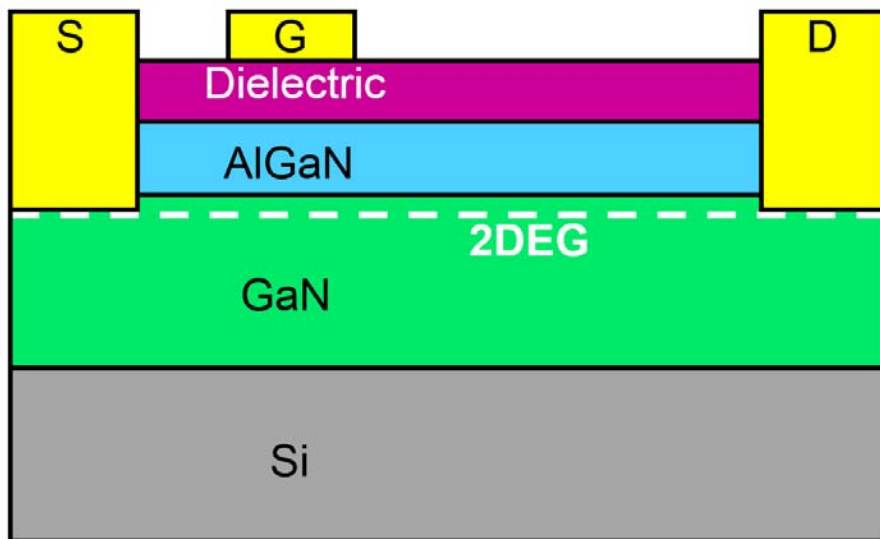 S
G
D
Dielectric
AlGaN
2DEG
GaN
Si